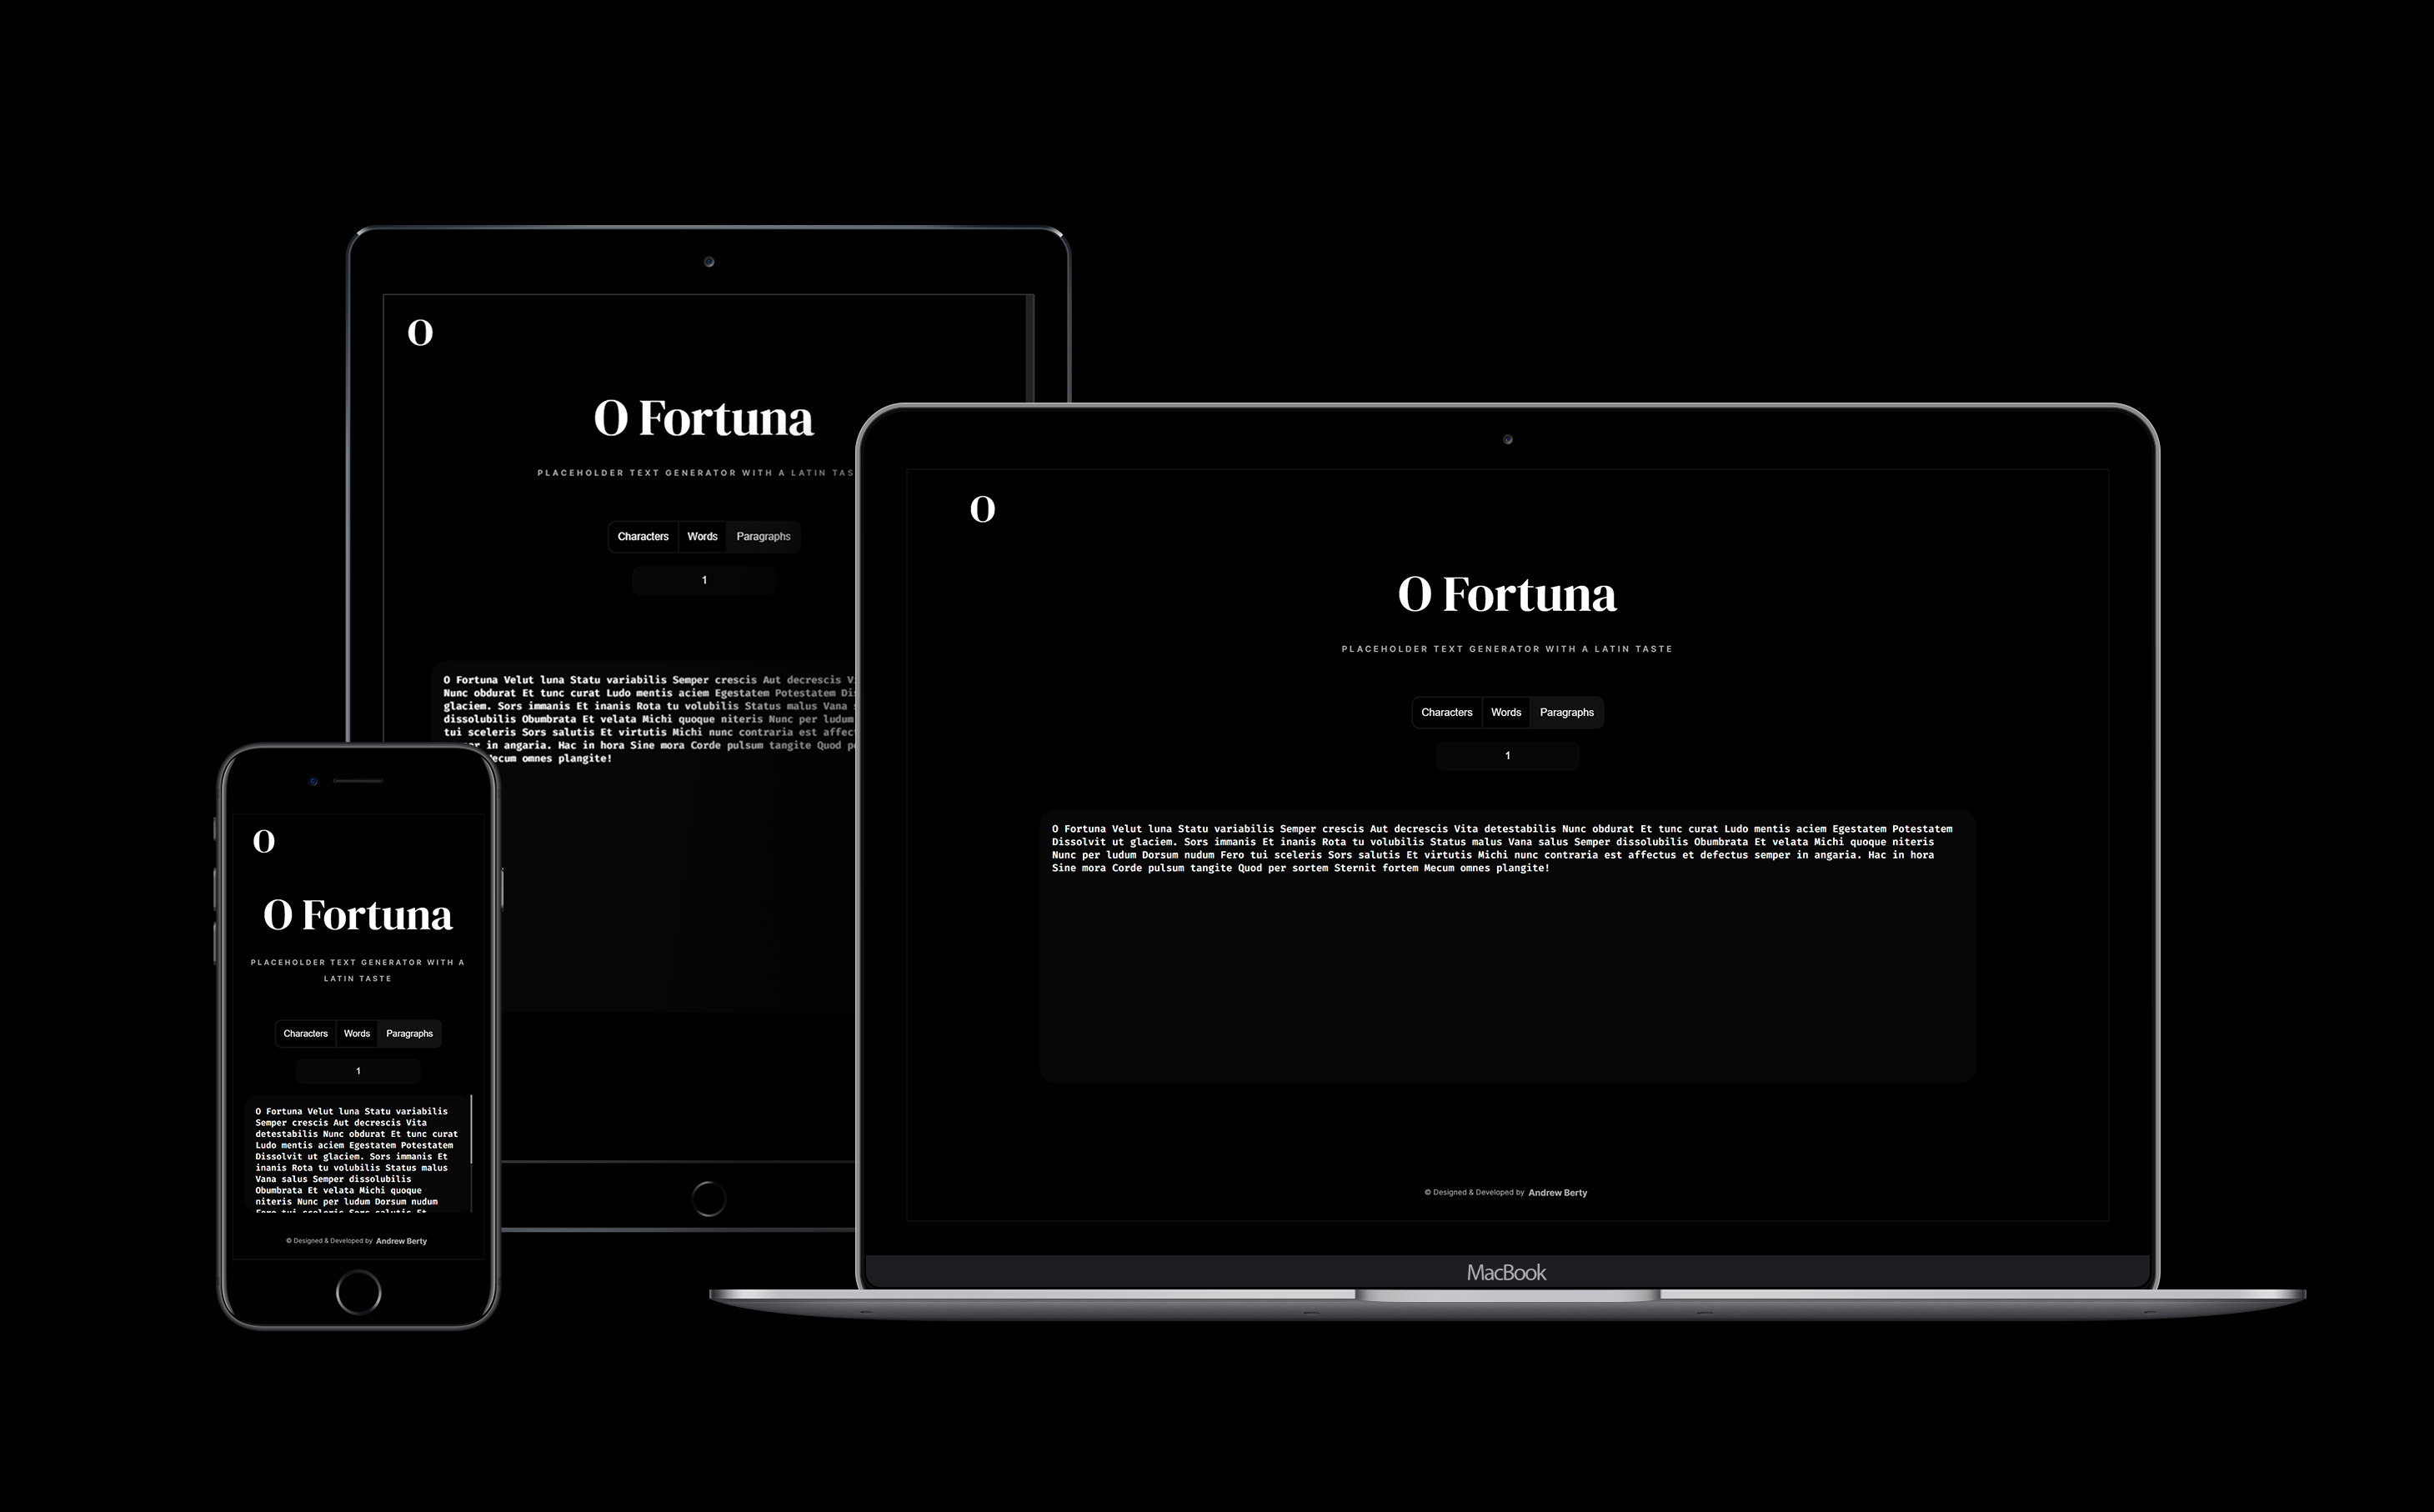 O
O Fortuna
PLACEHOLDER TEXT GENERATOR WITH A LATIN TAS
Characters Words Paragraphs
1
O Fortuna Velut luna Statu variabilis Semper crescis Aut decrescis
Nunc obdurat Et tunc curat Ludo mentis aciem Egestatem Potestatem
glaciem. Sors immanis Et inanis Rota tu volubilis Status malus Vana
dissolubilis Obumbrata Et velata Michi quoque niteris Nunc per ludum
tui sceleris Sors salutis Et virtutis Michi nunc contraria est affec
in angaria. Hac in hora Sine mora Corde pulsum tangite Quod
ecum omnes plangite!
O
O Fortuna
PLACEHOLDER TEXT GENERATOR WITH A LATIN TASTE
Characters Words Paragraphs
1
O Fortuna Velut luna Statu variabilis Semper crescis Aut decrescis Vita detestabilis Nunc obdurat Et tunc curat Ludo mentis aciem Egestatem Potestatem
Dissolvit ut glaciem. Sors immanis Et inanis Rota tu volubilis Status malus Vana salus Semper dissolubilis Obumbrata Et velata Michi quoque niteris
Nunc per ludum Dorsum nudum Fero tui sceleris Sors salutis Et virtutis Michi nunc contraria est affectus et defectus semper in angaria. Hac in hora
Sine mora Corde pulsum tangite Quod per sortem Sternit fortem Mecum omnes plangite!
© Designed & Developed by Andrew Berty
MacBook
O
O Fortuna
PLACEHOLDER TEXT GENERATOR WITH A
LATIN TASTE
Characters Words Paragraphs
1
O Fortuna Velut luna Statu variabilis
Semper crescis Aut decrescis Vita
detestabilis Nunc obdurat Et tunc curat
Ludo mentis aciem Egestatem Potestatem
Dissolvit ut glaciem. Sors immanis Et
inanis Rota tu volubilis Status malus
Vana salus Semper dissolubilis
Obumbrata Et velata Michi quoque
niteris Nunc per ludum Dorsum nudum
Fero tui sceleris Sors salutis Et
© Designed & Developed by Andrew Berty